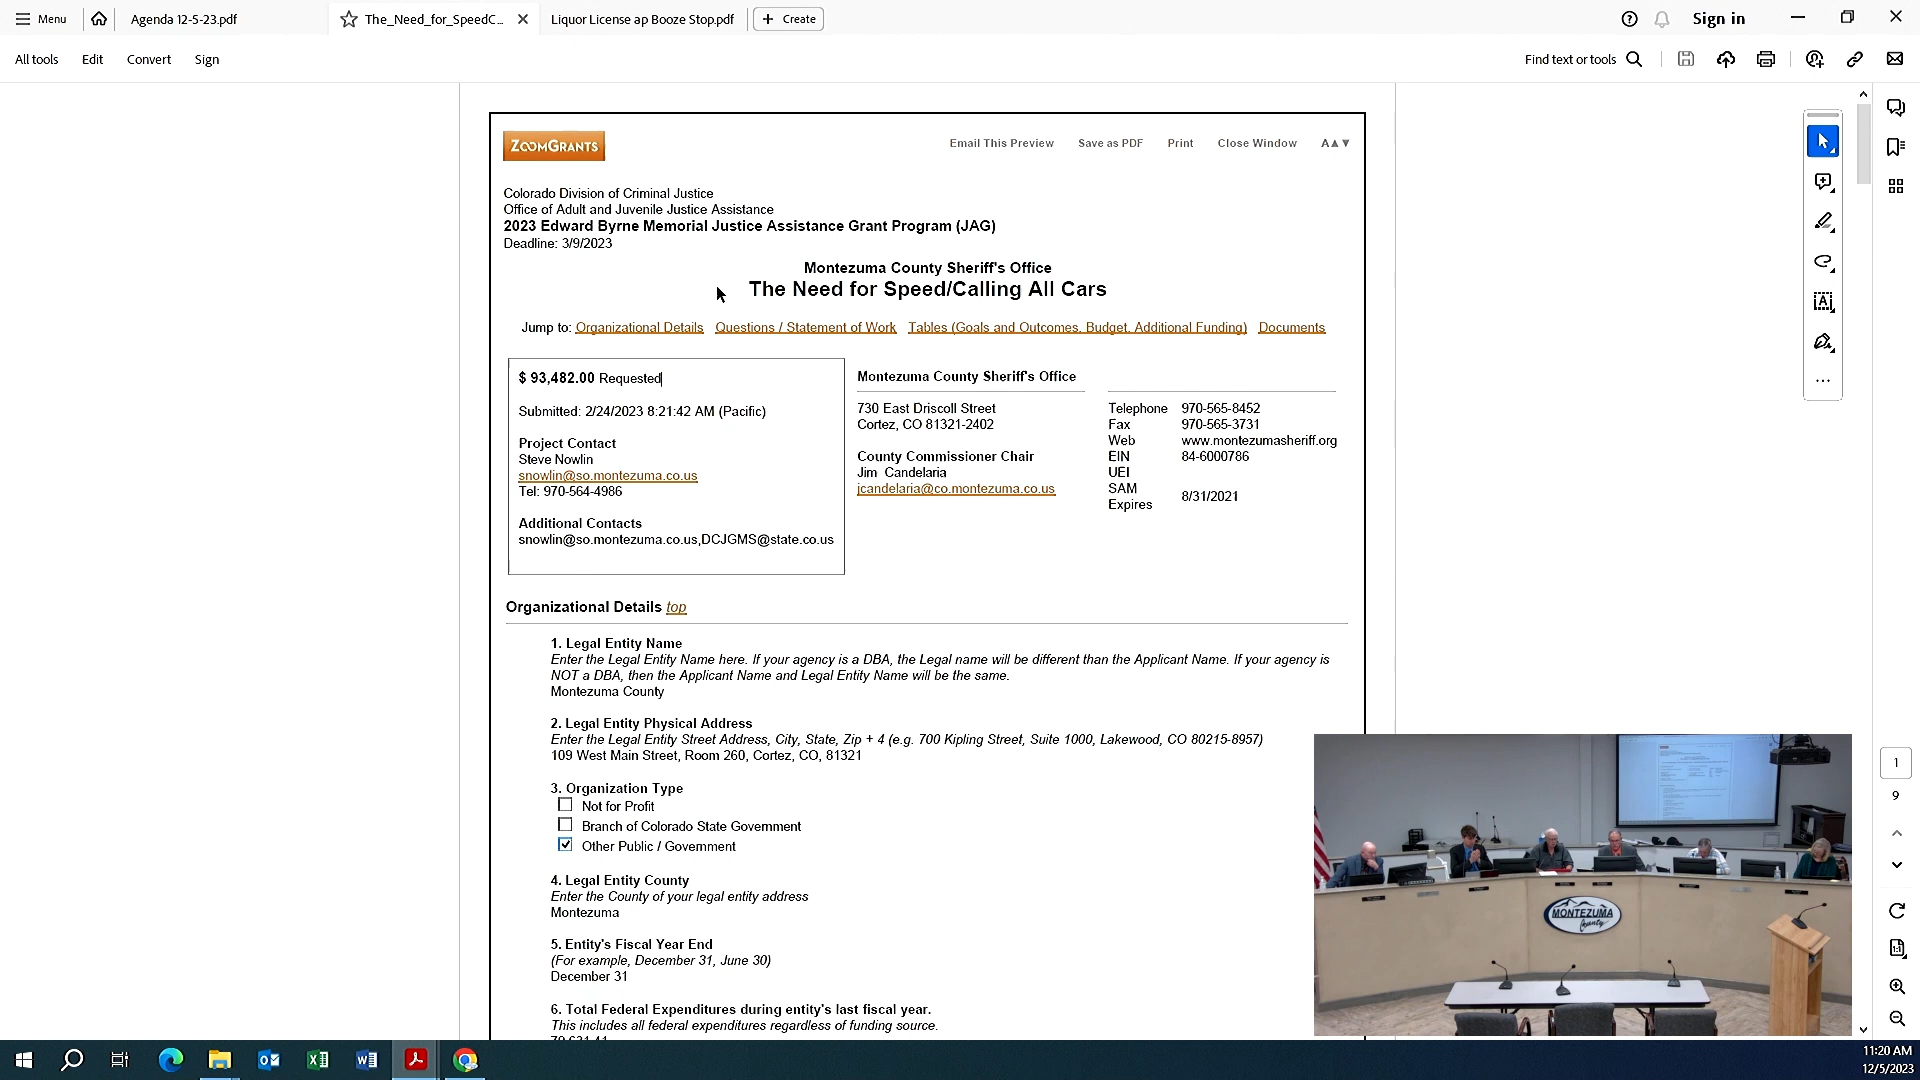 Menu
Agenda 12-5-23.pdf
The_Need_for_SpeedC...
Liquor License ap Booze Stop.pdf
Create
Sign in
All tools
Edit
Convert
Sign
Find text or tools
ZOOMGRANTS
Email This Preview
Save as PDF
Print
Close Window
A▲▼
Colorado Division of Criminal Justice
Office of Adult and Juvenile Justice Assistance
2023 Edward Byrne Memorial Justice Assistance Grant Program (JAG)
Deadline: 3/9/2023
Montezuma County Sheriff's Office
The Need for Speed/Calling All Cars
Jump to: Organizational Details Questions / Statement of Work Tables (Goals and Outcomes, Budget, Additional Funding) Documents
$ 93,482.00 Requested
Submitted: 2/24/2023 8:21:42 AM (Pacific)
Project Contact
Steve Nowlin
snowlin@so.montezuma.co.us
Tel: 970-564-4986
Additional Contacts
snowlin@so.montezuma.co.us,DCJGMS@state.co.us
Montezuma County Sheriff's Office
730 East Driscoll Street
Cortez, CO 81321-2402
County Commissioner Chair
Jim Candelaria
jcandelaria@co.montezuma.co.us
Telephone 970-565-8452
Fax 970-565-3731
Web www.montezumasheriff.org
EIN 84-6000786
UEI
SAM
Expires 8/31/2021
Organizational Details top
1. Legal Entity Name
Enter the Legal Entity Name here. If your agency is a DBA, the Legal name will be different than the Applicant Name. If your agency is
NOT a DBA, then the Applicant Name and Legal Entity Name will be the same.
Montezuma County
2. Legal Entity Physical Address
Enter the Legal Entity Street Address, City, State, Zip + 4 (e.g. 700 Kipling Street, Suite 1000, Lakewood, CO 80215-8957)
109 West Main Street, Room 260, Cortez, CO, 81321
3. Organization Type
Not for Profit
Branch of Colorado State Government
Other Public / Government
4. Legal Entity County
Enter the County of your legal entity address
Montezuma
5. Entity's Fiscal Year End
(For example, December 31, June 30)
December 31
6. Total Federal Expenditures during entity's last fiscal year.
This includes all federal expenditures regardless of funding source.
MONTEZUMA
County
1
9
11:20 AM
12/5/2023